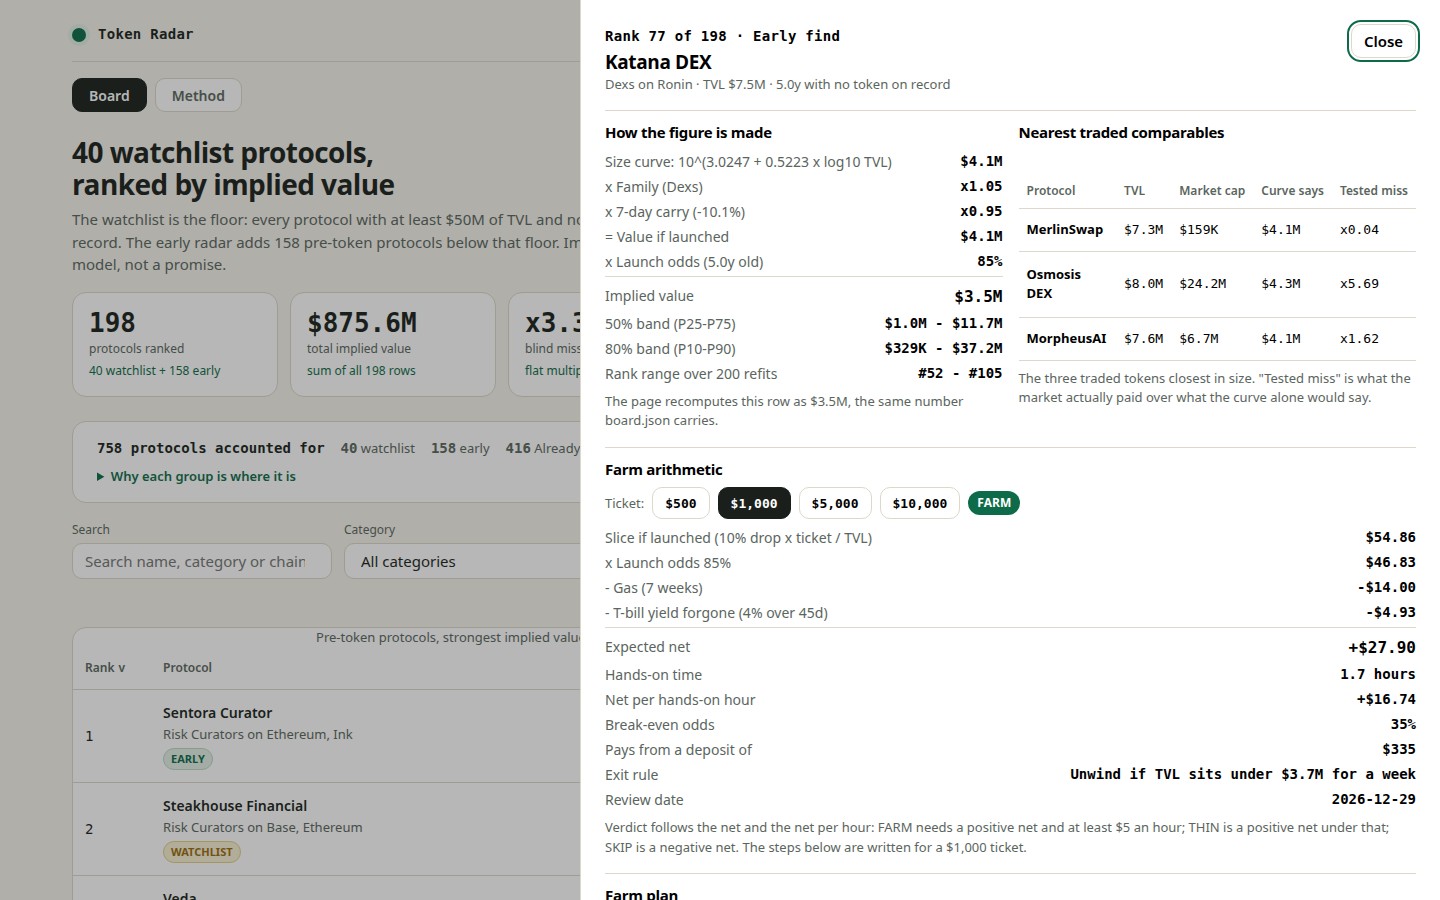 Token Radar
Board
Method
40 watchlist protocols,
ranked by implied value
The watchlist is the floor: every protocol with at least $50M of TVL and no
record. The early radar adds 158 pre-token protocols below that floor. Im
model, not a promise.
198
protocols ranked
40 watchlist + 158 early
$875.6M
total implied value
sum of all 198 rows
x3.3
blind miss
flat multip
758 protocols accounted for 40 watchlist 158 early 416 Already
Why each group is where it is
Search
Category
Search name, category or chain
All categories
Pre-token protocols, strongest implied value
Rank v
Protocol
1
Sentora Curator
Risk Curators on Ethereum, Ink
EARLY
2
Steakhouse Financial
Risk Curators on Base, Ethereum
WATCHLIST
Veda
Rank 77 of 198 · Early find
Close
Katana DEX
Dexs on Ronin · TVL $7.5M · 5.0y with no token on record
How the figure is made
Size curve: 10^(3.0247 + 0.5223 x log10 TVL) $4.1M
x Family (Dexs) x1.05
x 7-day carry (-10.1%) x0.95
= Value if launched $4.1M
x Launch odds (5.0y old) 85%
Implied value $3.5M
50% band (P25-P75) $1.0M - $11.7M
80% band (P10-P90) $329K - $37.2M
Rank range over 200 refits #52 - #105
The page recomputes this row as $3.5M, the same number
board.json carries.
Nearest traded comparables
Protocol TVL Market cap Curve says Tested miss
MerlinSwap $7.3M $159K $4.1M x0.04
Osmosis
DEX $8.0M $24.2M $4.3M x5.69
MorpheusAI $7.6M $6.7M $4.1M x1.62
The three traded tokens closest in size. "Tested miss" is what the
market actually paid over what the curve alone would say.
Farm arithmetic
Ticket: $500 $1,000 $5,000 $10,000 FARM
Slice if launched (10% drop x ticket / TVL) $54.86
x Launch odds 85% $46.83
- Gas (7 weeks) -$14.00
- T-bill yield forgone (4% over 45d) -$4.93
Expected net +$27.90
Hands-on time 1.7 hours
Net per hands-on hour +$16.74
Break-even odds 35%
Pays from a deposit of $335
Exit rule Unwind if TVL sits under $3.7M for a week
Review date 2026-12-29
Verdict follows the net and the net per hour: FARM needs a positive net and at least $5 an hour; THIN is a positive net under that;
SKIP is a negative net. The steps below are written for a $1,000 ticket.
Farm plan